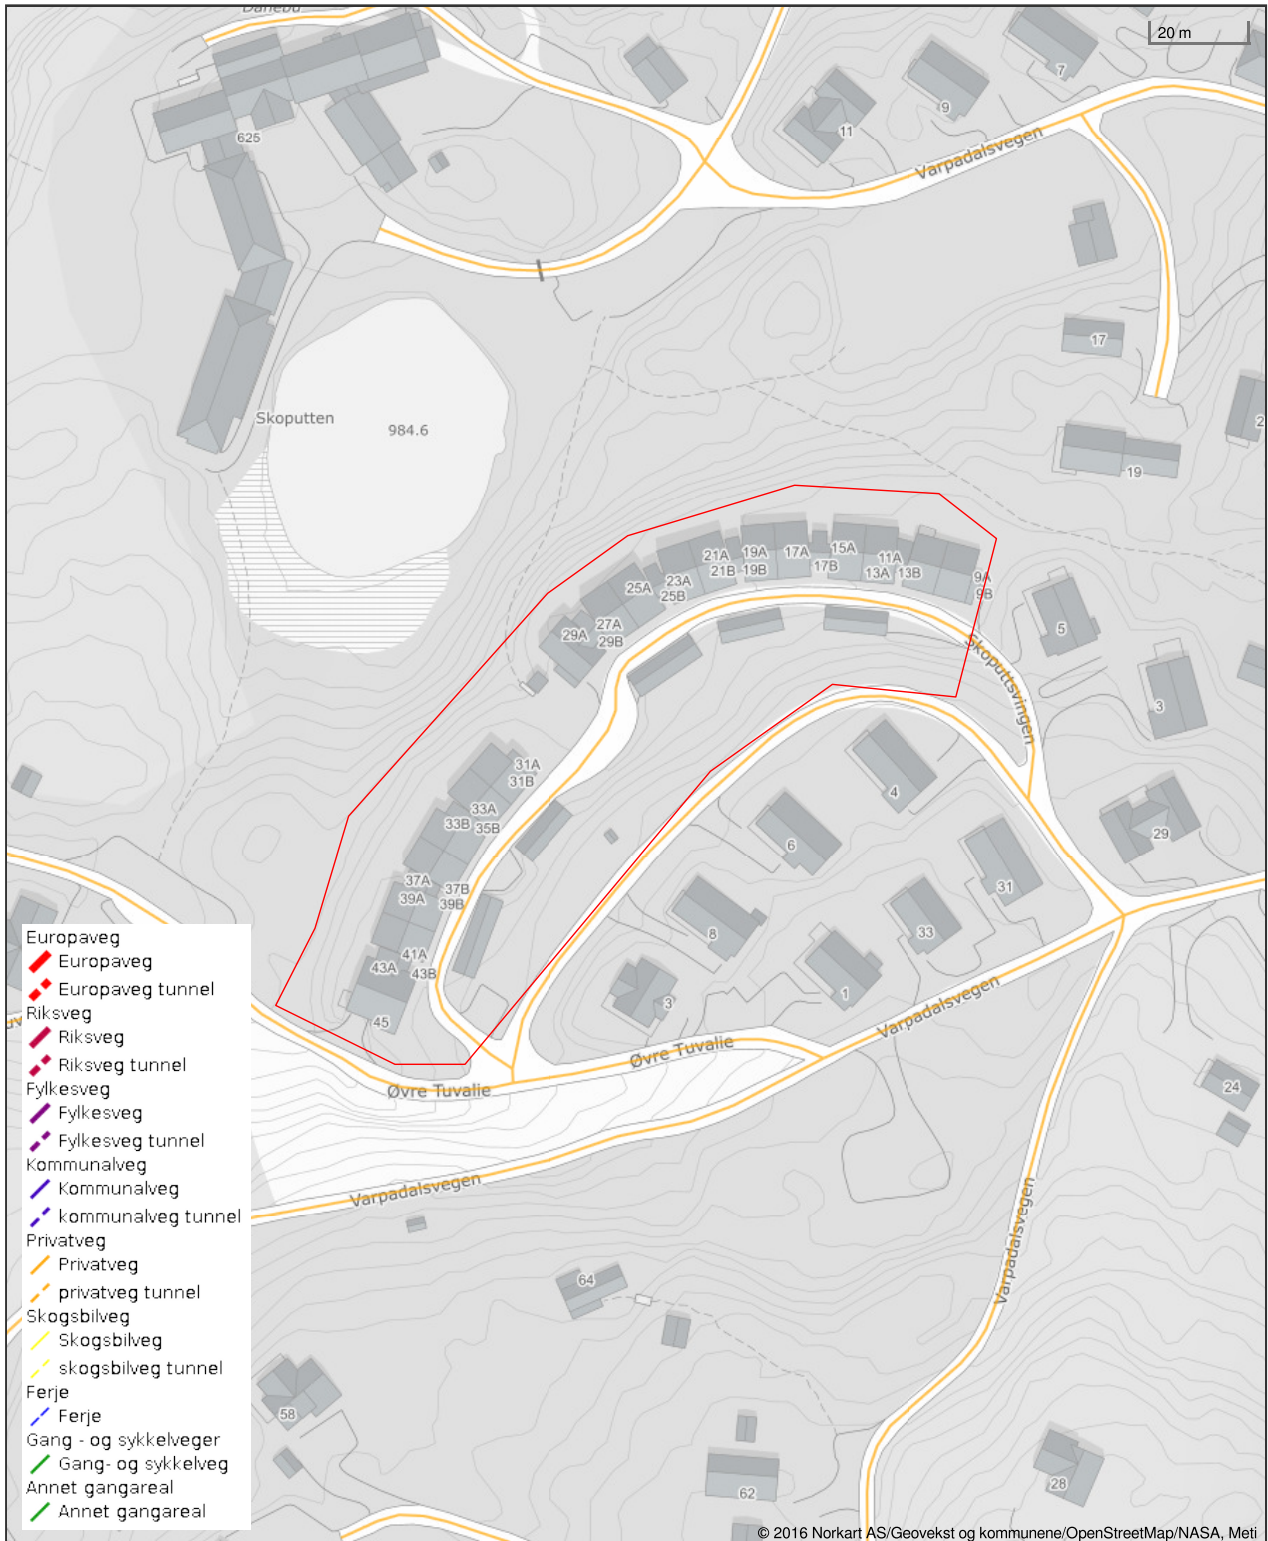 Danebu
20 m
7
9
11
625
Varpadalsvegen
17
Skoputten
984.6
2
19
21A
19A
17A
15A
11A
21B
19B
17B
13A
13B
25A
23A
25B
9A
9B
27A
29A
29B
5
Skoputtsvingen
3
31A
31B
4
33A
33B
35B
29
6
37A
37B
39A
39B
31
8
33
41A
43A
43B
1
3
45
Varpadalsvegen
Øvre Tuvalie
Øvre Tuvalie
24
Varpadalsvegen
Varpadalsvegen
64
58
62
28
Europaveg
Europaveg
Europaveg tunnel
Riksveg
Riksveg
Riksveg tunnel
Fylkesveg
Fylkesveg
Fylkesveg tunnel
Kommunalveg
Kommunalveg
kommunalveg tunnel
Privatveg
Privatveg
privatveg tunnel
Skogsbilveg
Skogsbilveg
skogsbilveg tunnel
Ferje
Ferje
Gang - og sykkelveger
Gang- og sykkelveg
Annet gangareal
Annet gangareal
© 2016 Norkart AS/Geovekst og kommunene/OpenStreetMap/NASA, Meti